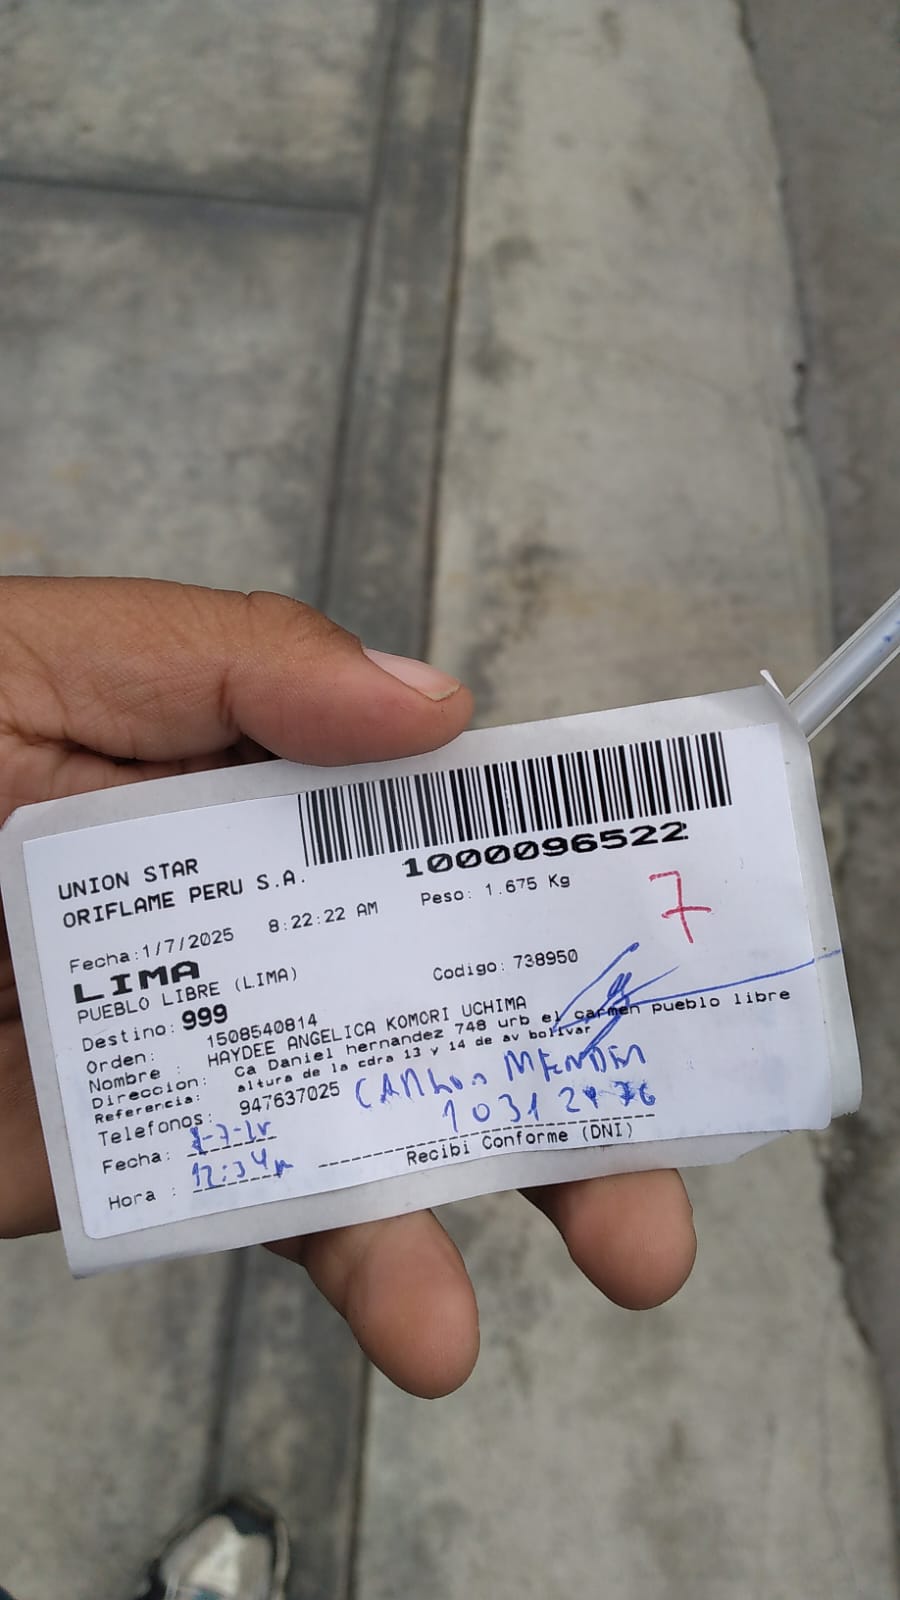 1000096522
UNION STAR
ORIFLAME PERU S.A.
Peso: 1.675 Kg
7
Fecha:1/7/2025 8:22:22 AM
LIMA
PUEBLO LIBRE (LIMA)
Codigo: 738950
Destino: 999
Orden: 1508540814
Nombre : HAYDEE ANGELICA KOMORI UCHIMA
Direccion: Ca Daniel hernandez 748 urb el carmen pueblo libre
Referencia: altura de la cdra 13 y 14 de av bolivar
Telefonos: 947637025
Fecha:
Hora : 12:34
Recibi Conforme (DNI)